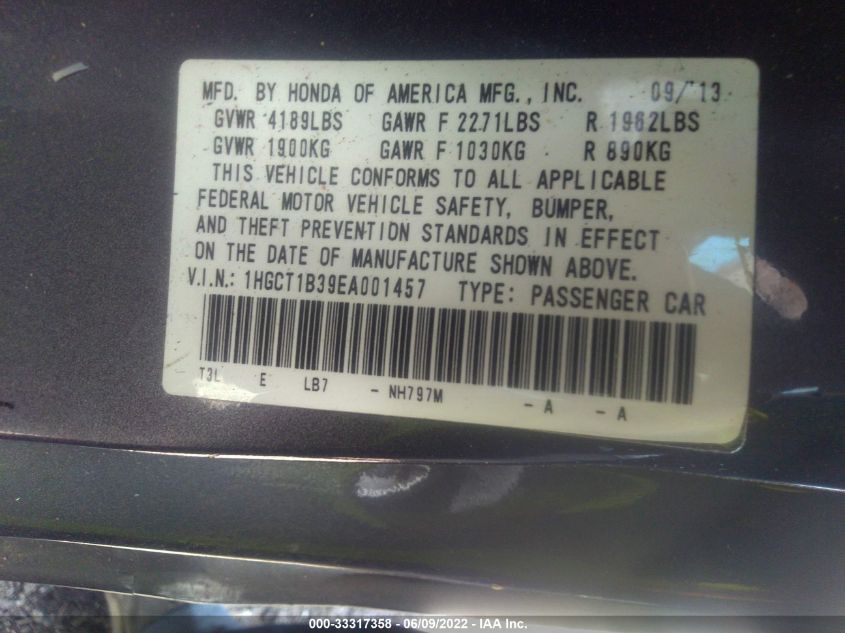 MFD. BY HONDA OF AMERICA MFG., INC. 09/13
GVWR 4189LBS GAWR F 2271LBS R 1962LBS
GVWR 1900KG GAWR F 1030KG R 890KG
THIS VEHICLE CONFORMS TO ALL APPLICABLE
FEDERAL MOTOR VEHICLE SAFETY, BUMPER,
AND THEFT PREVENTION STANDARDS IN EFFECT
ON THE DATE OF MANUFACTURE SHOWN ABOVE.
V.I.N.: 1HGCT1B39EA001457 TYPE: PASSENGER CAR
T3L E LB7 - NH797M - A - A
000-33317358 - 06/09/2022 - IAA Inc.